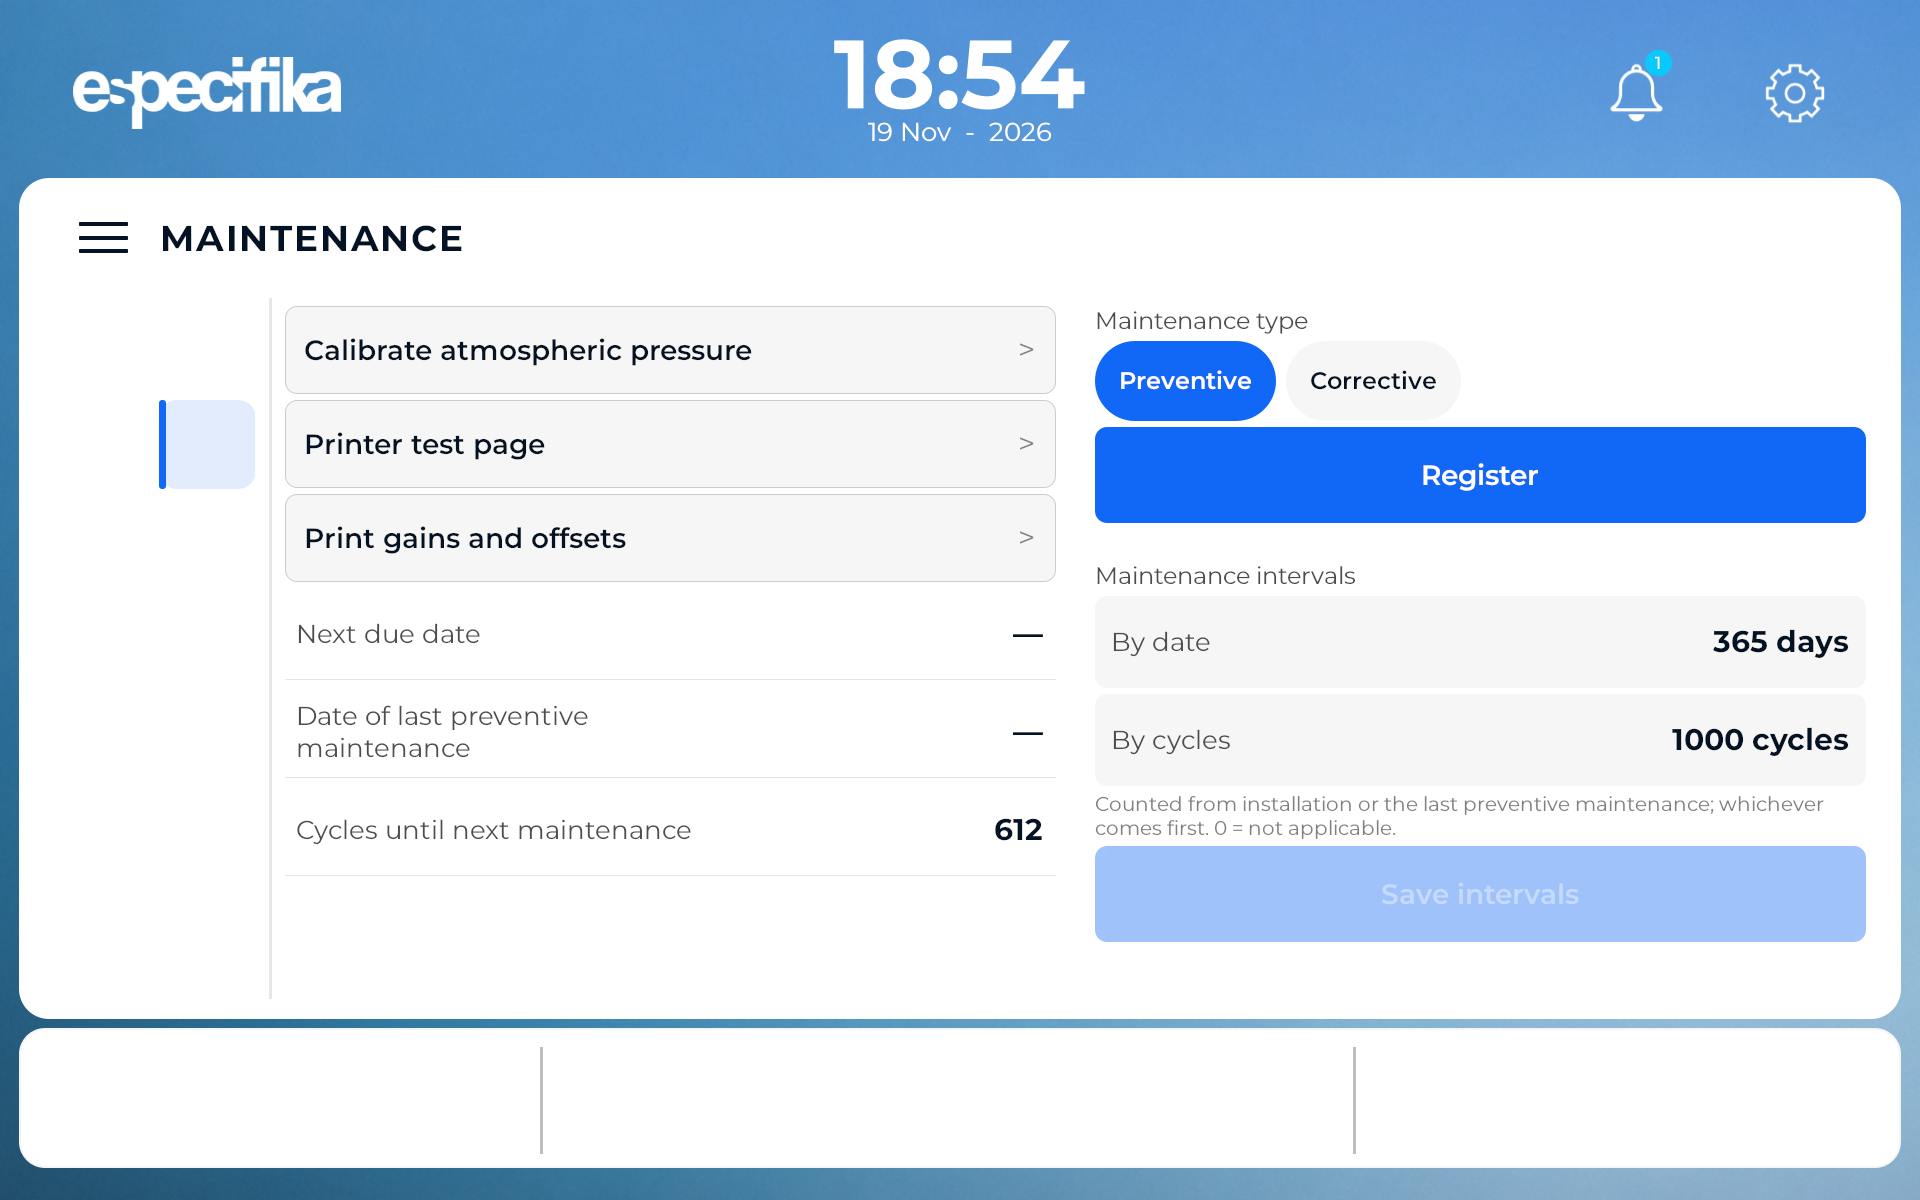 especifika
18:54
19 Nov - 2026
1
MAINTENANCE
Calibrate atmospheric pressure >
Printer test page >
Print gains and offsets >
Next due date —
Date of last preventive
maintenance —
Cycles until next maintenance 612
Maintenance type
Preventive Corrective
Register
Maintenance intervals
By date 365 days
By cycles 1000 cycles
Counted from installation or the last preventive maintenance; whichever
comes first. 0 = not applicable.
Save intervals